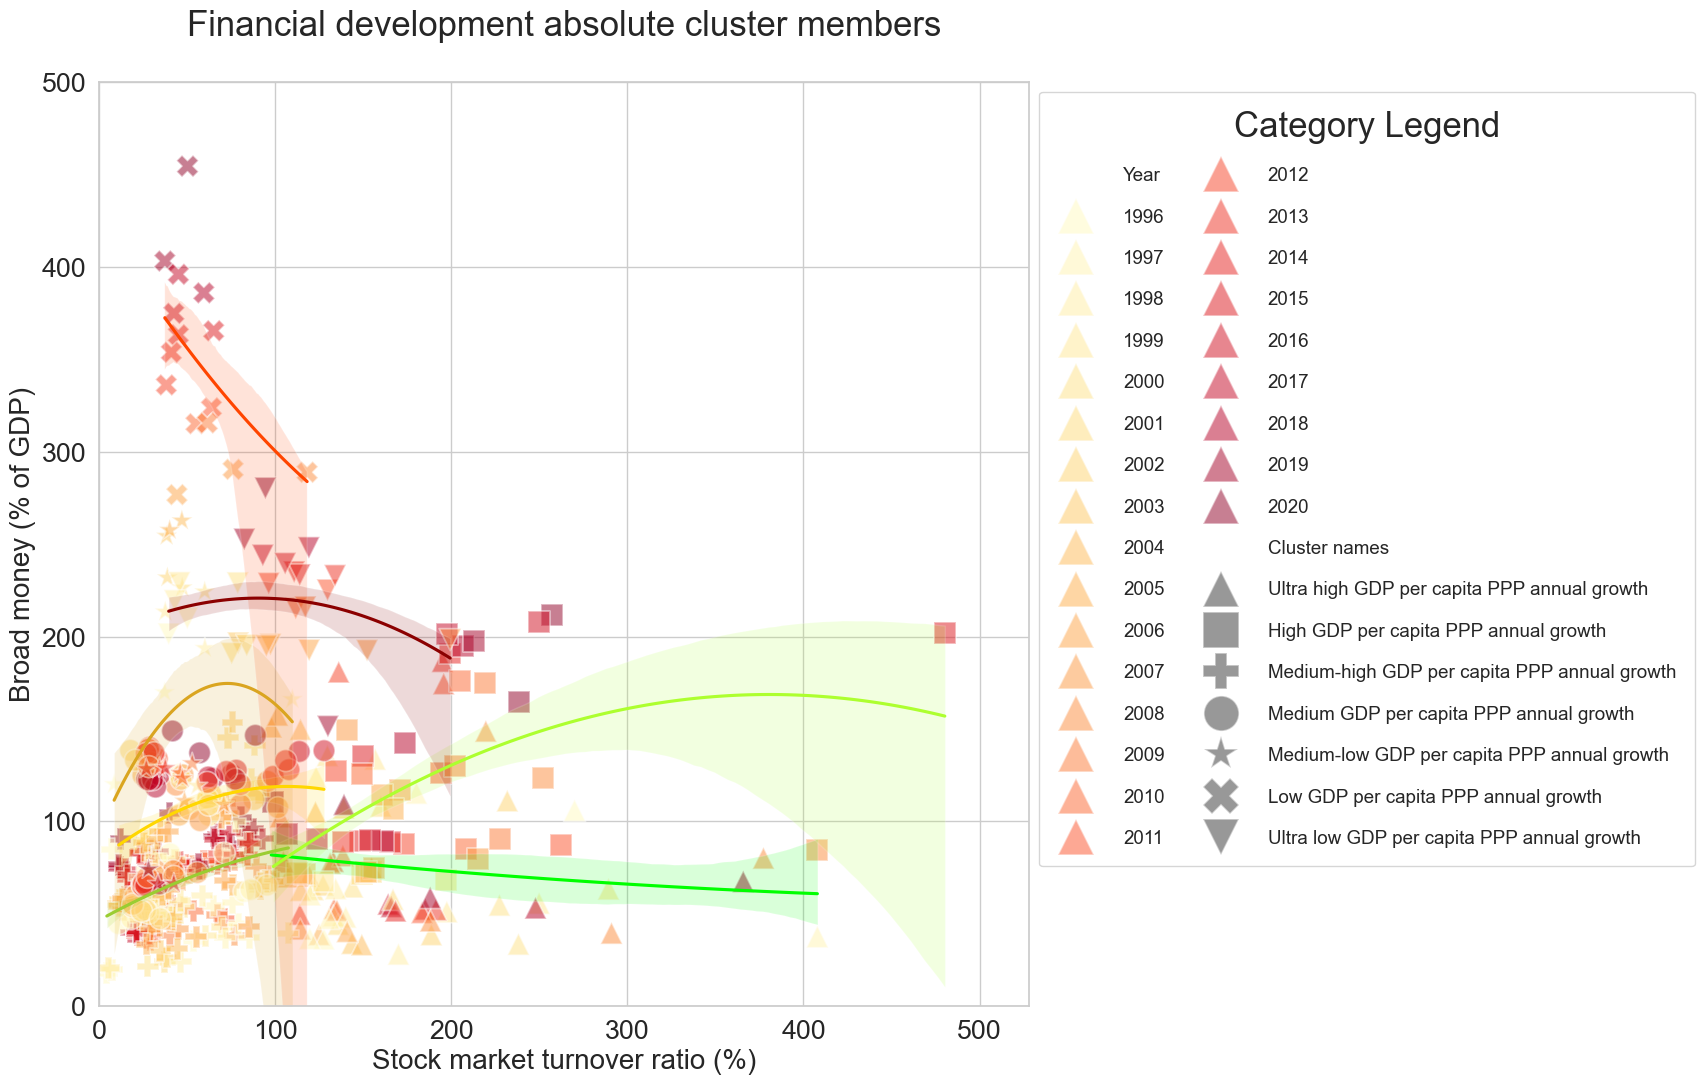 Financial development absolute cluster members
500
400
300
200
100
0
Broad money (% of GDP)
0 100 200 300 400 500
Stock market turnover ratio (%)
Category Legend
Year
1996
1997
1998
1999
2000
2001
2002
2003
2004
2005
2006
2007
2008
2009
2010
2011
2012
2013
2014
2015
2016
2017
2018
2019
2020
Cluster names
Ultra high GDP per capita PPP annual growth
High GDP per capita PPP annual growth
Medium-high GDP per capita PPP annual growth
Medium GDP per capita PPP annual growth
Medium-low GDP per capita PPP annual growth
Low GDP per capita PPP annual growth
Ultra low GDP per capita PPP annual growth